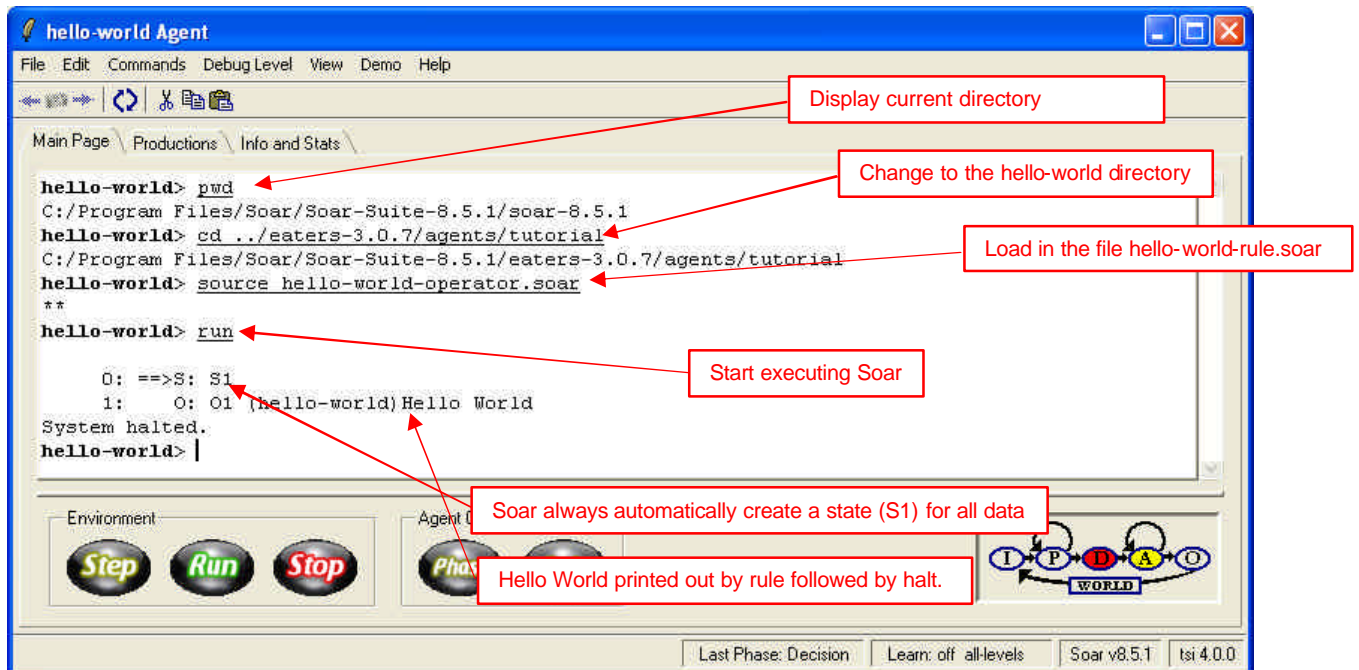 hello-world Agent
File Edit Commands Debug Level View Demo Help
Display current directory
Main Page Productions Info and Stats
Change to the hello-world directory
hello-world> pwd
C:/Program Files/Soar/Soar-Suite-8.5.1/soar-8.5.1
hello-world> cd ../eaters-3.0.7/agents/tutorial
Load in the file hello-world-rule.soar
C:/Program Files/Soar/Soar-Suite-8.5.1/eaters-3.0.7/agents/tutorial
hello-world> source hello-world-operator.soar
**
hello-world> run
Start executing Soar
0: ==>S: S1
1: O: O1 (hello-world)Hello World
System halted.
hello-world>
Soar always automatically create a state (S1) for all data
Environment
Agent
Step Run Stop
Hello World printed out by rule followed by halt.
I P D A O
WORLD
Last Phase: Decision Learn: off all-levels Soar v8.5.1 tsi 4.0.0